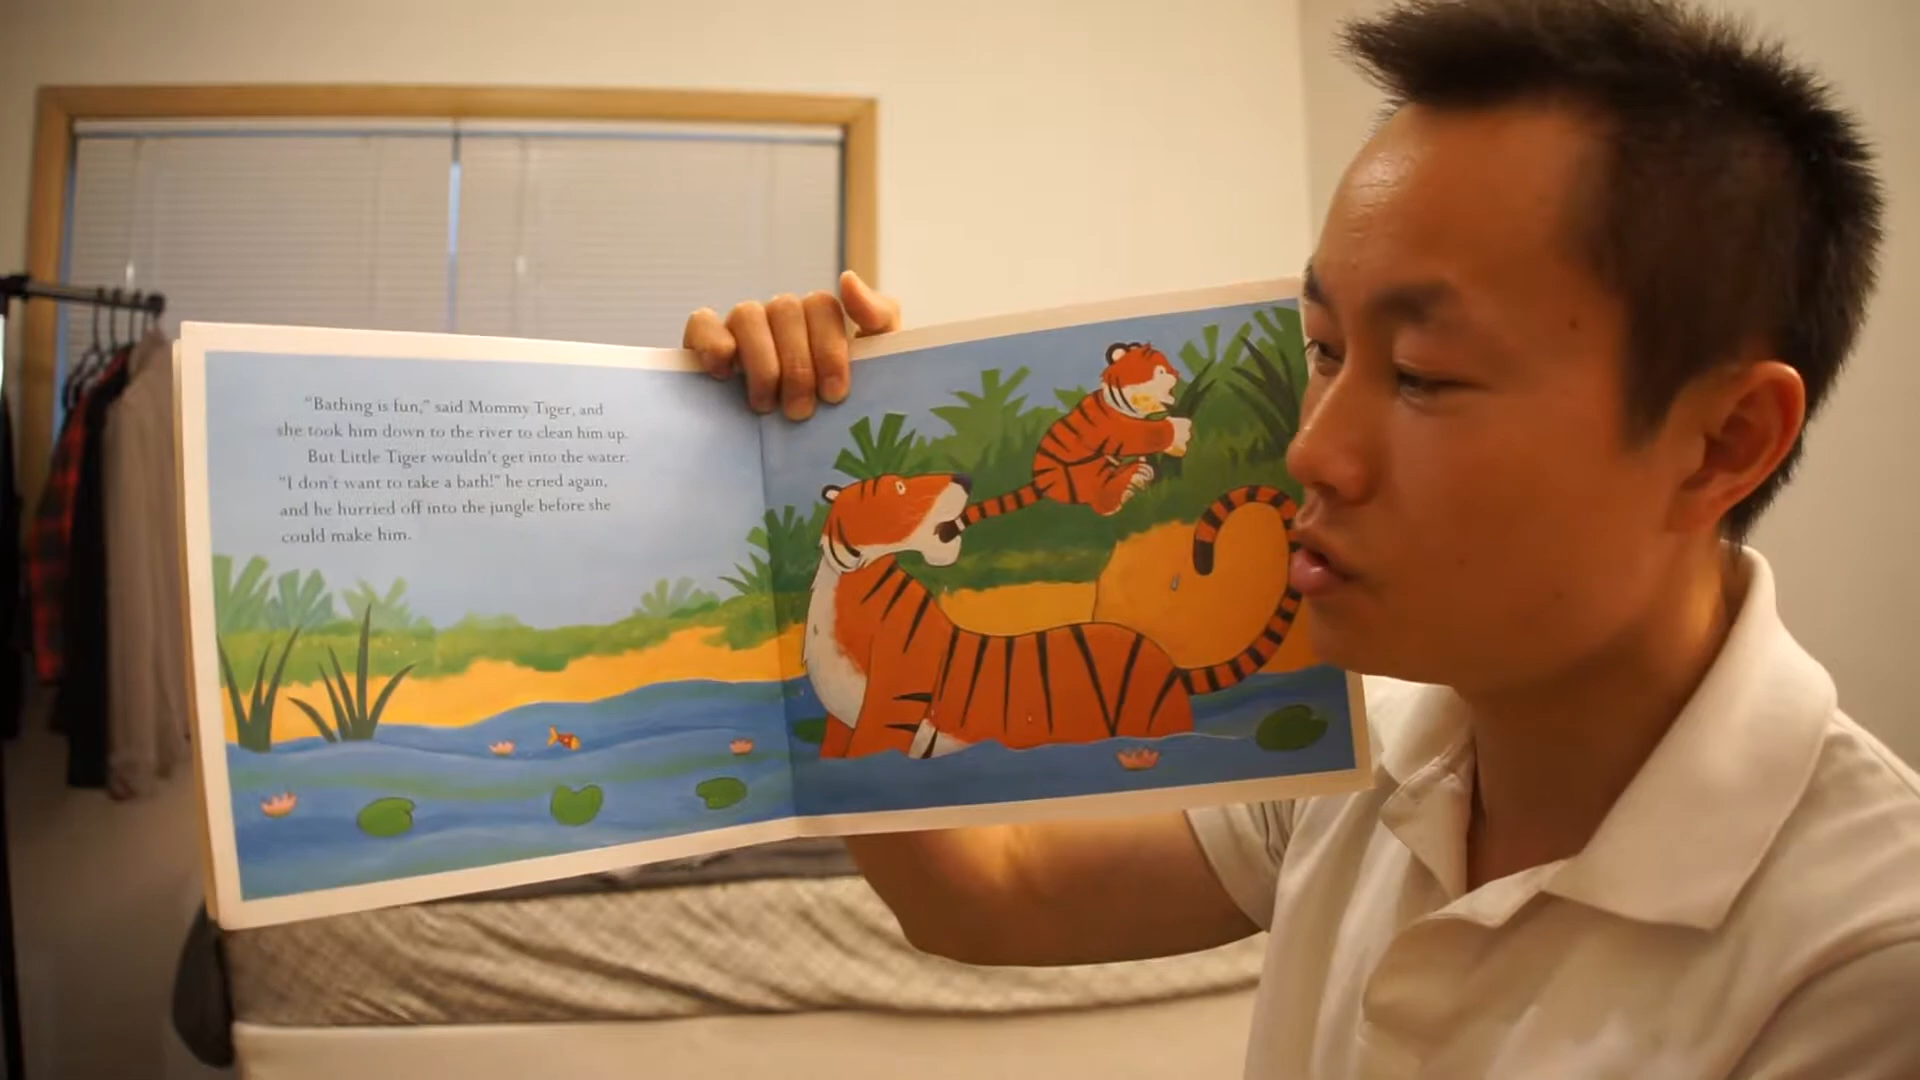 "Bathing is fun," said Mommy Tiger, and
she took him down to the river to clean him up.
But Little Tiger wouldn't get into the water.
"I don't want to take a bath!" he cried again,
and he hurried off into the jungle before she
could make him.